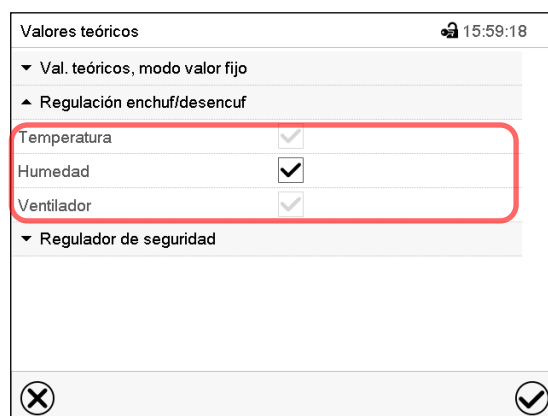 Valores teóricos 15:59:18
Val. teóricos, modo valor fijo
Regulación enchuf/desencuf
Temperatura
Humedad
Ventilador
Regulador de seguridad